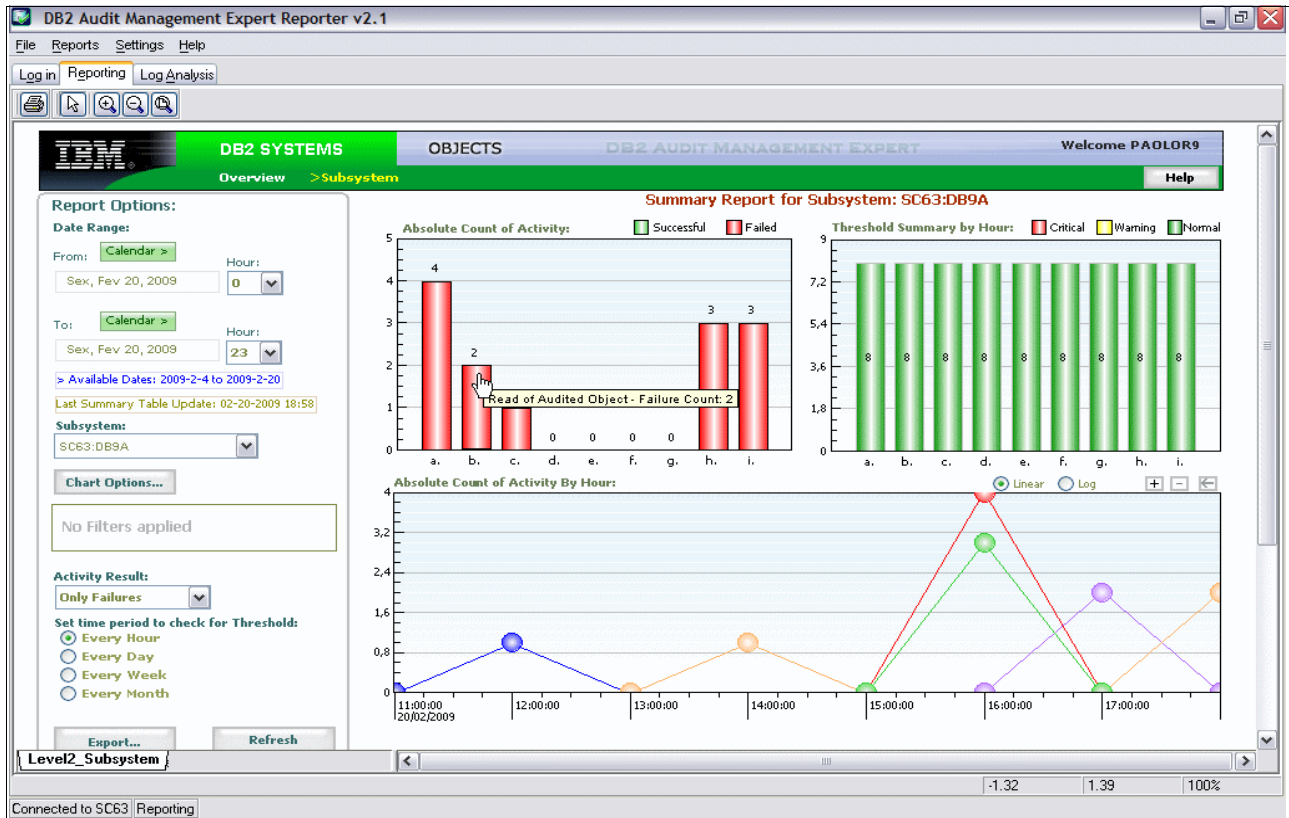 DB2 Audit Management Expert Reporter v2.1
File Reports Settings Help
Log in Reporting Log Analysis
IBM® DB2 SYSTEMS OBJECTS DB2 AUDIT MANAGEMENT EXPERT Welcome PAOLOR9
Overview >Subsystem Help
Report Options:
Date Range:
From: Calendar >
Hour:
Sex, Fev 20, 2009 0
To: Calendar >
Hour:
Sex, Fev 20, 2009 23
> Available Dates: 2009-2-4 to 2009-2-20
Last Summary Table Update: 02-20-2009 18:58
Subsystem:
SC63:DB9A
Chart Options...
No Filters applied
Activity Result:
Only Failures
Set time period to check for Threshold:
Every Hour
Every Day
Every Week
Every Month
Export... Refresh
Summary Report for Subsystem: SC63:DB9A
Absolute Count of Activity: Successful Failed
5
4
3
2
1
0
4 2 0 0 0 0 3 3
Read of Audited Object - Failure Count: 2
a. b. c. d. e. f. g. h. i.
Threshold Summary by Hour: Critical Warning Normal
9
7,2
5,4
3,6
1,8
0
8 8 8 8 8 8 8 8 8
a. b. c. d. e. f. g. h. i.
Absolute Count of Activity By Hour: Linear Log + -
4
3,2
2,4
1,6
0,8
0
11:00:00 12:00:00 13:00:00 14:00:00 15:00:00 16:00:00 17:00:00
20/02/2009
Level2_Subsystem
-1.32 1.39 100%
Connected to SC63 Reporting